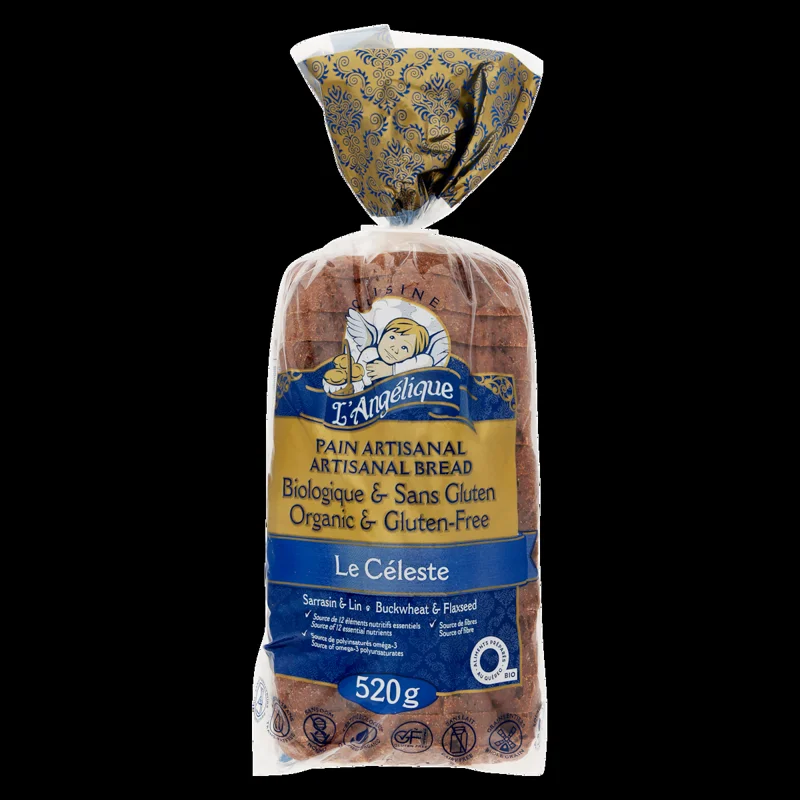 CUISINE
L'Angélique
PAIN ARTISANAL
ARTISANAL BREAD
Biologique & Sans Gluten
Organic & Gluten-Free
Le Céleste
Sarrasin & Lin • Buckwheat & Flaxseed
✓ Source de 12 éléments nutritifs essentiels
Source of 12 essential nutrients
✓ Source de fibres
Source of fibre
✓ Source de polyinsaturés oméga-3
Source of omega-3 polyunsaturates
ALIMENTS PRÉPARÉS
AU QUÉBEC
BIO
520g
GF